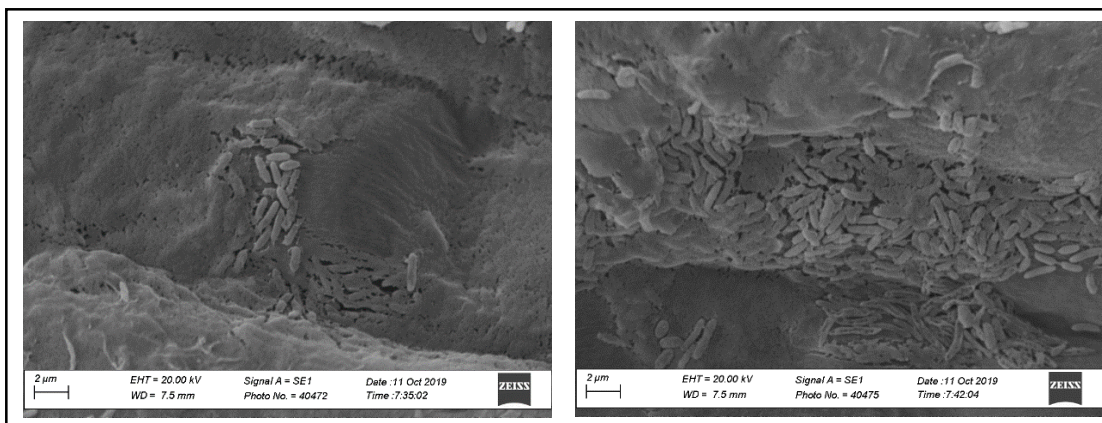 2 µm
EHT = 20.00 kV Signal A = SE1 Date :11 Oct 2019
WD = 7.5 mm Photo No. = 40472 Time :7:35:02
ZEISS
2 µm
EHT = 20.00 kV Signal A = SE1 Date :11 Oct 2019
WD = 7.5 mm Photo No. = 40475 Time :7:42:04
ZEISS